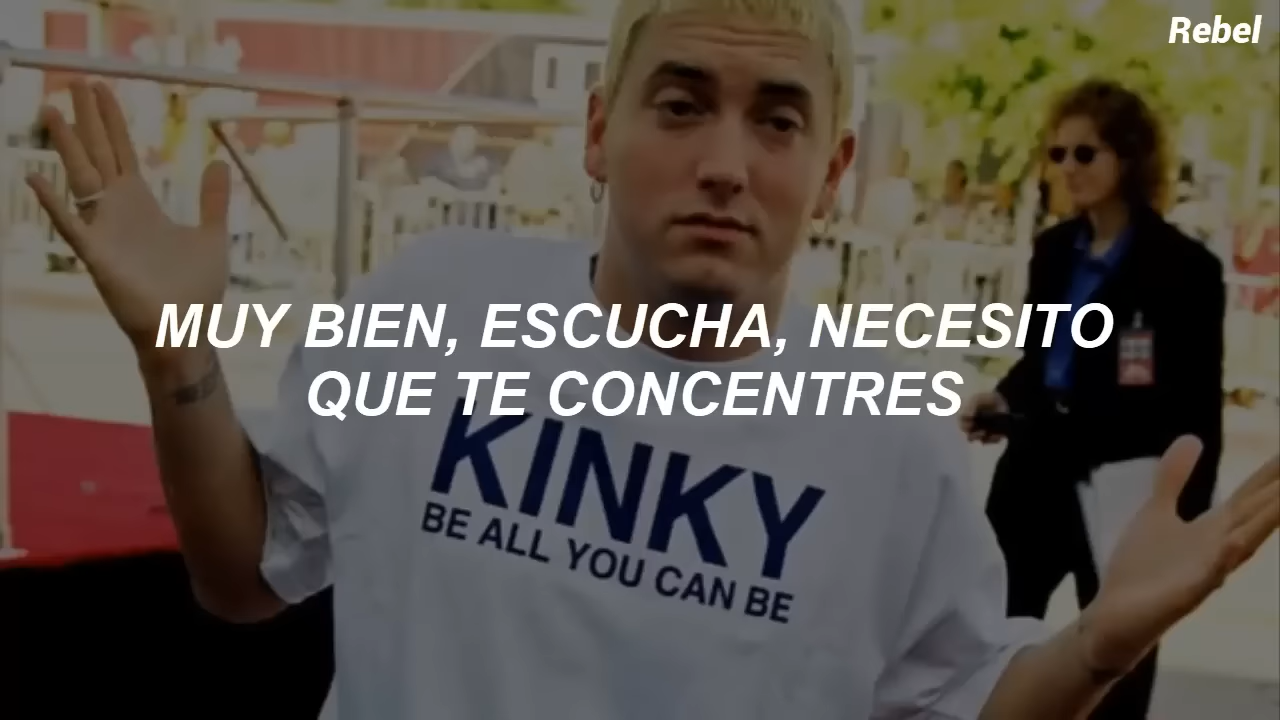 Rebel
MUY BIEN, ESCUCHA, NECESITO
QUE TE CONCENTRES
KINKY
BE ALL YOU CAN BE